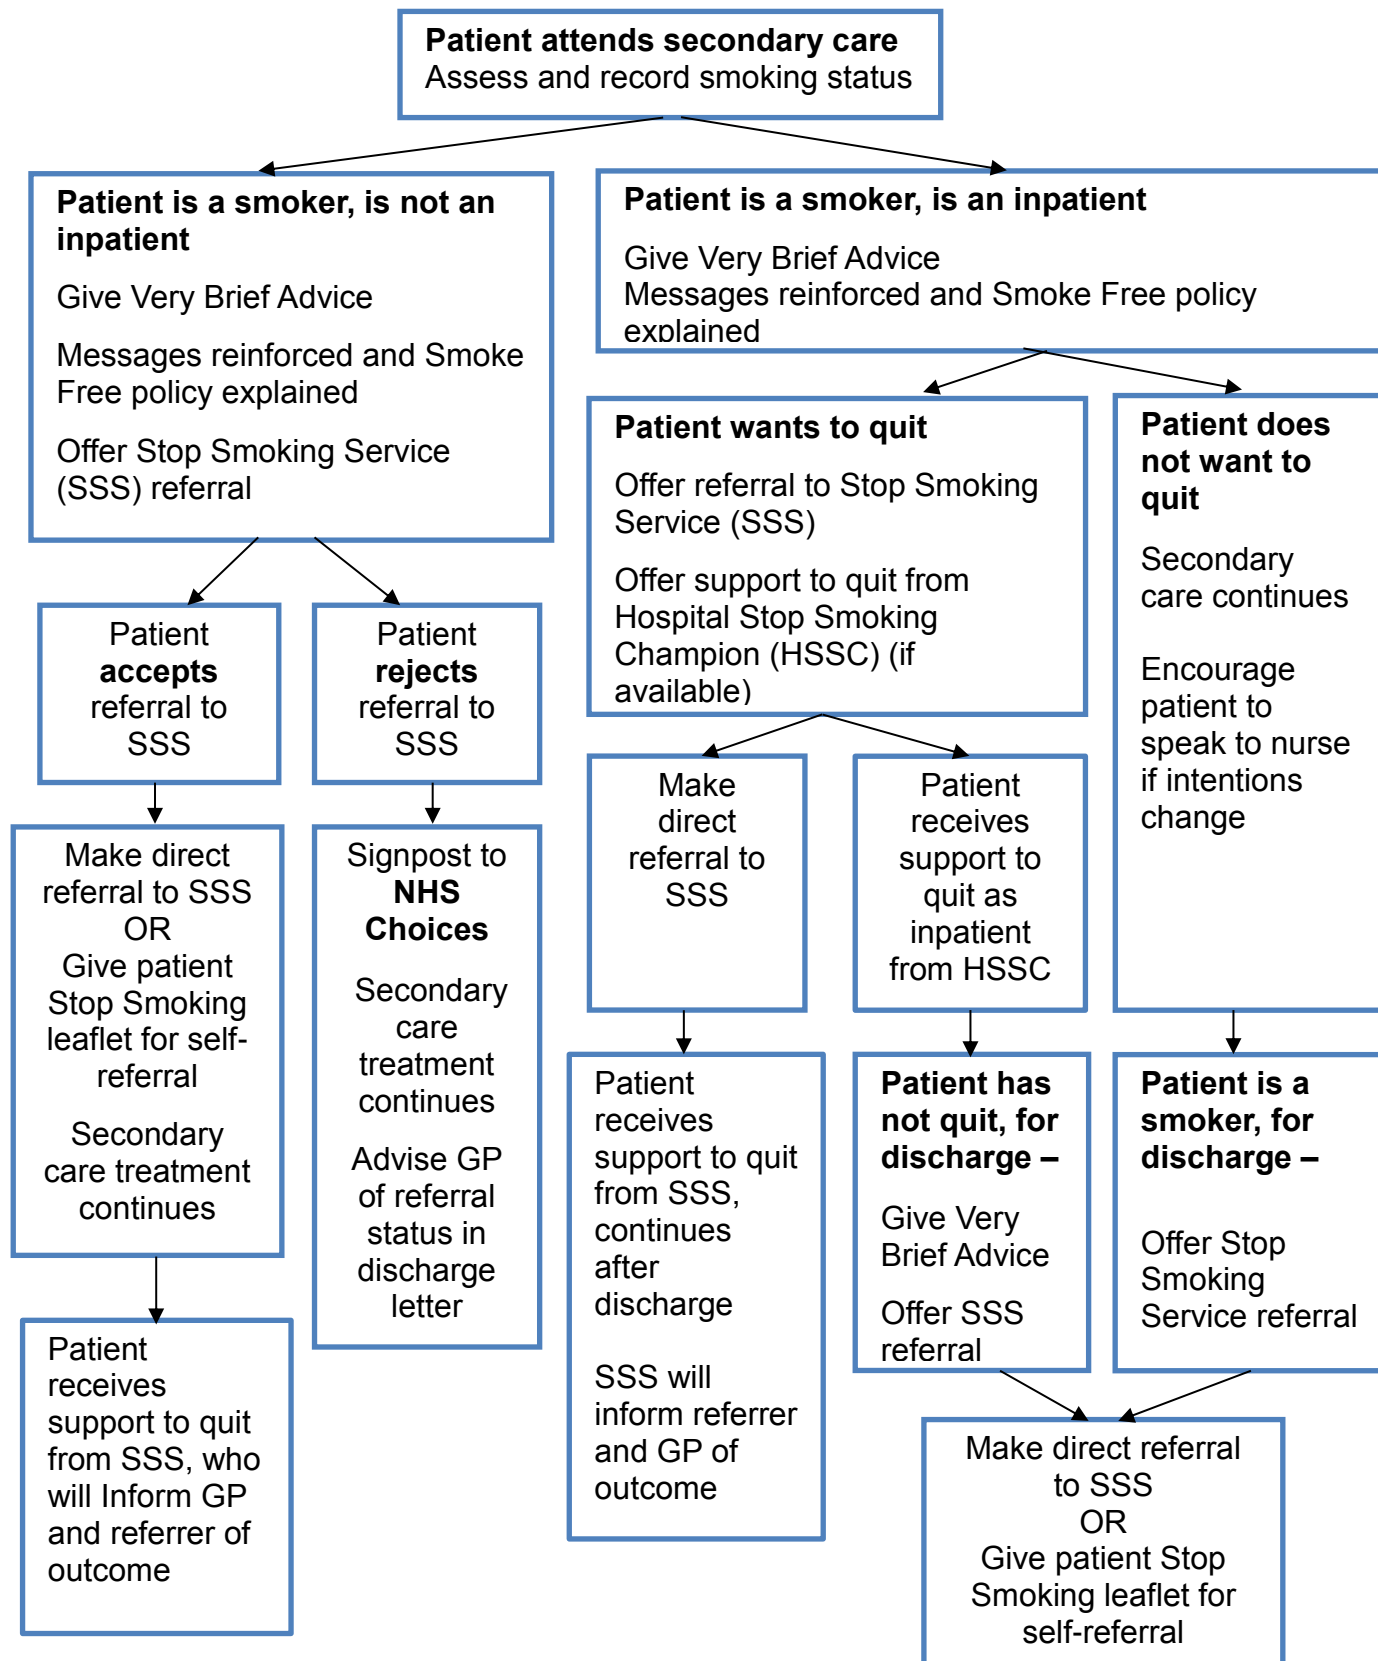 Patient attends secondary care
Assess and record smoking status
Patient is a smoker, is not an
inpatient
Give Very Brief Advice
Messages reinforced and Smoke
Free policy explained
Offer Stop Smoking Service
(SSS) referral
Patient is a smoker, is an inpatient
Give Very Brief Advice
Messages reinforced and Smoke Free policy
explained
Patient wants to quit
Offer referral to Stop Smoking
Service (SSS)
Offer support to quit from
Hospital Stop Smoking
Champion (HSSC) (if
available)
Patient does
not want to
quit
Secondary
care continues
Encourage
patient to
speak to nurse
if intentions
change
Patient
accepts
referral to
SSS
Patient
rejects
referral to
SSS
Make
direct
referral to
SSS
Patient
receives
support to
quit as
inpatient
from HSSC
Make direct
referral to SSS
OR
Give patient
Stop Smoking
leaflet for self-
referral
Secondary
care treatment
continues
Signpost to
NHS
Choices
Secondary
care
treatment
continues
Advise GP
of referral
status in
discharge
letter
Patient
receives
support to quit
from SSS,
continues
after
discharge
SSS will
inform referrer
and GP of
outcome
Patient has
not quit, for
discharge –
Give Very
Brief Advice
Offer SSS
referral
Patient is a
smoker, for
discharge –
Offer Stop
Smoking
Service referral
Patient
receives
support to quit
from SSS, who
will Inform GP
and referrer of
outcome
Make direct referral
to SSS
OR
Give patient Stop
Smoking leaflet for
self-referral